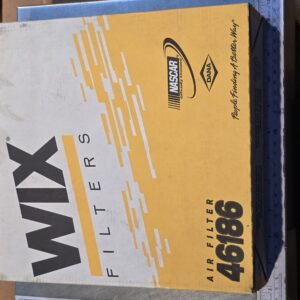 WIX®
FILTERS
NASCAR
DANA
People Finding A Better Way®
AIR FILTER
46186